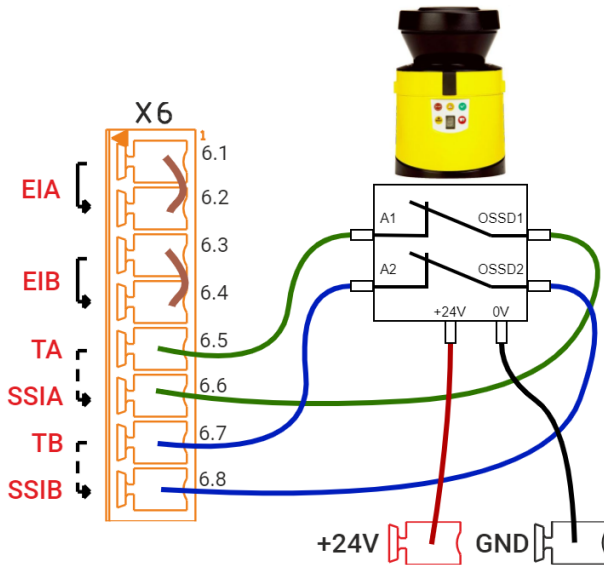 X6
1
6.1
EIA
6.2
6.3
EIB
6.4
TA
6.5
SSIA
6.6
TB
6.7
SSIB
6.8
A1
OSSD1
A2
OSSD2
+24V
0V
+24V
GND